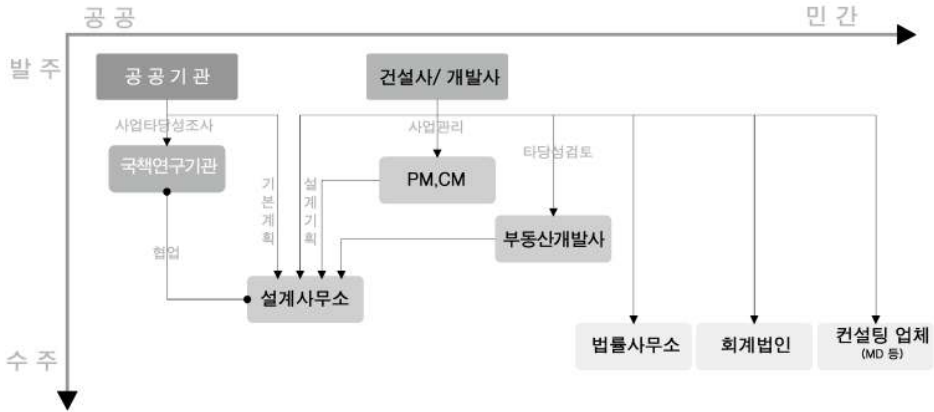 공공
민간
발주
공공기관
건설사/ 개발사
사업타당성조사
사업관리
타당성검토
국책연구기관
PM,CM
기본계획
설계기획
부동산개발사
협업
설계사무소
법률사무소
회계법인
컨설팅 업체
(MD 등)
수주